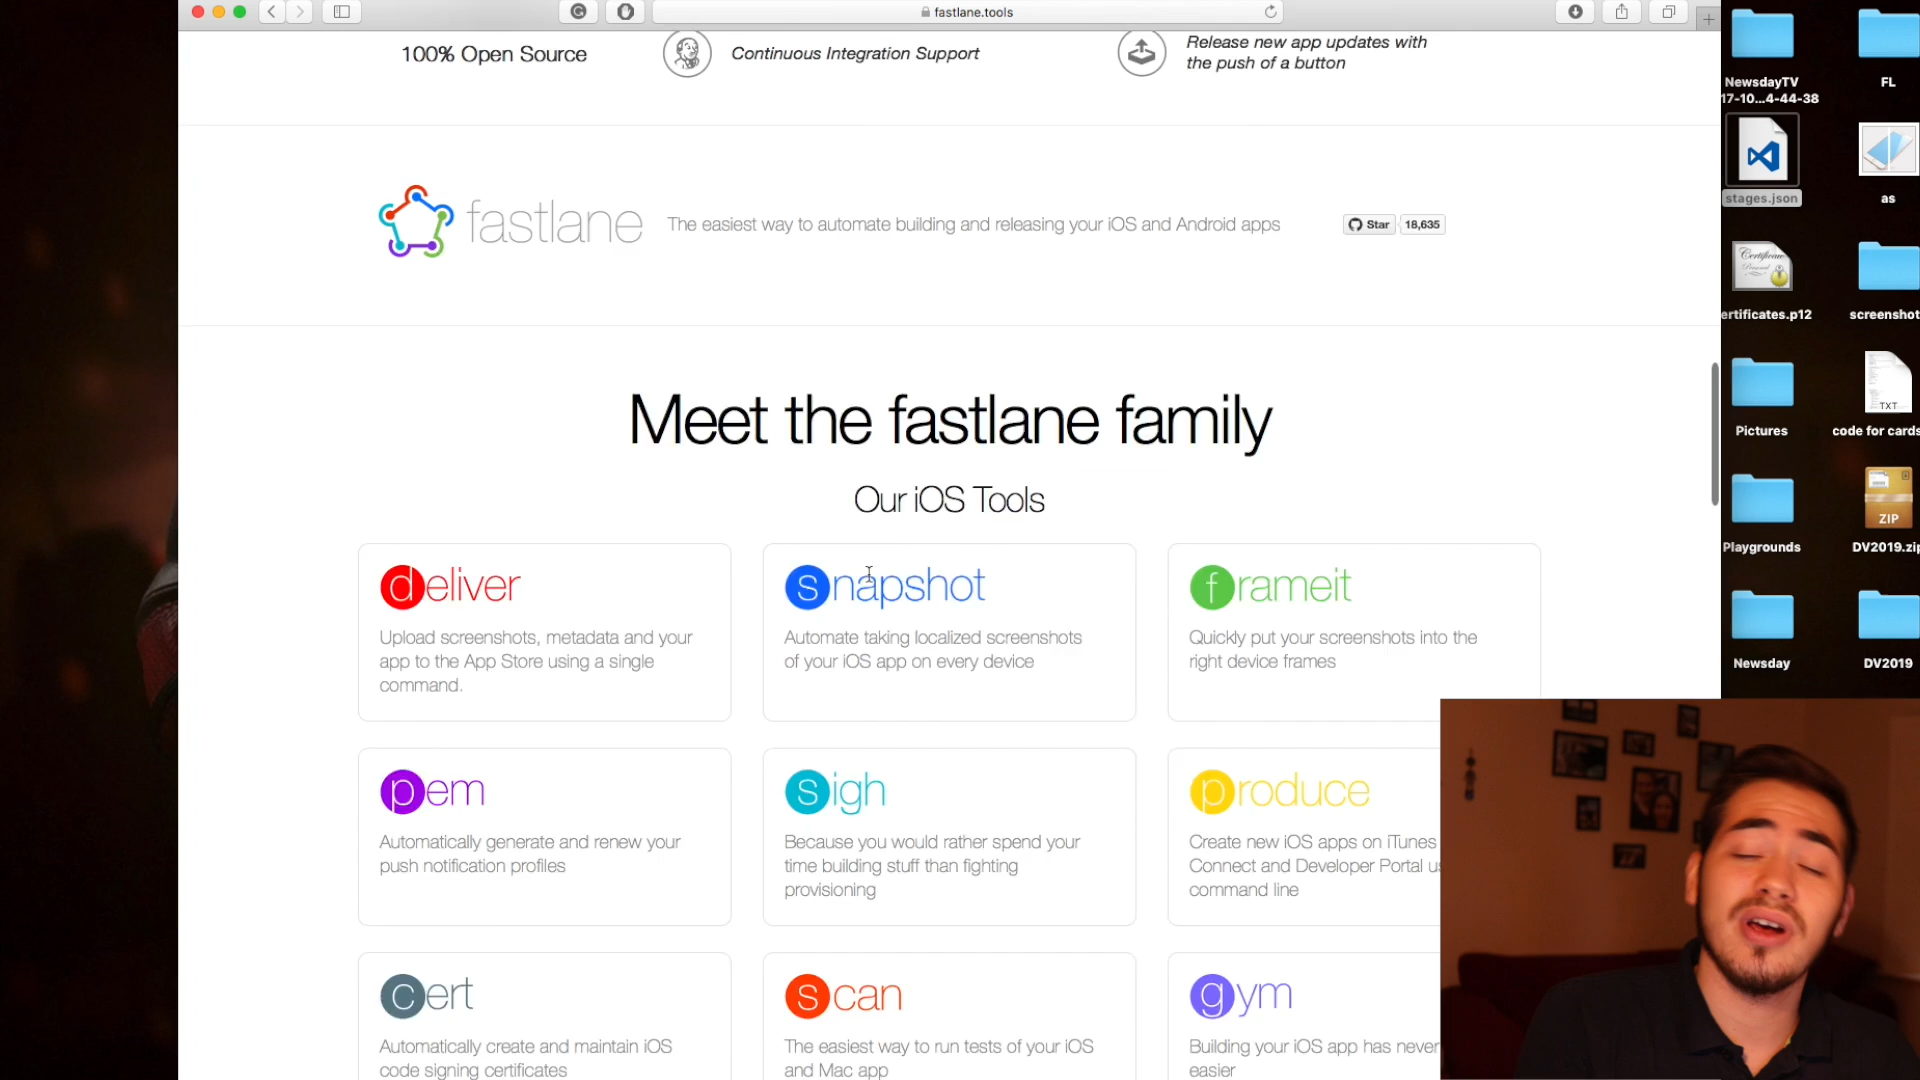 fastlane.tools
100% Open Source
Continuous Integration Support
Release new app updates with
the push of a button
fastlane
The easiest way to automate building and releasing your iOS and Android apps
Star
18,635
Meet the fastlane family
Our iOS Tools
deliver
Upload screenshots, metadata and your
app to the App Store using a single
command.
snapshot
Automate taking localized screenshots
of your iOS app on every device
frameit
Quickly put your screenshots into the
right device frames
pem
Automatically generate and renew your
push notification profiles
sigh
Because you would rather spend your
time building stuff than fighting
provisioning
produce
Create new iOS apps on iTunes
Connect and Developer Portal
command line
cert
Automatically create and maintain iOS
code signing certificates
scan
The easiest way to run tests of your iOS
and Mac app
gym
Building your iOS app has never
easier
NewsdayTV
17-10...4-44-38
FL
stages.json
as
ertificates.p12
screenshot
Pictures
TXT
code for cards
Playgrounds
ZIP
DV2019.zip
Newsday
DV2019